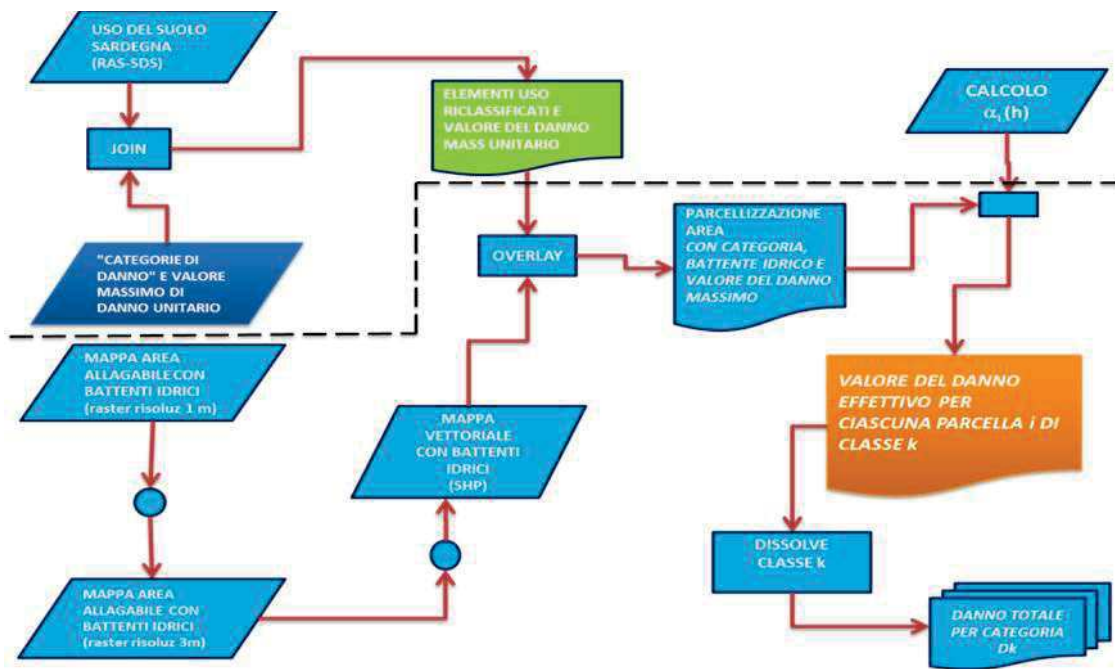 USO DEL SUOLO
SARDEGNA
(RAS-SDS)
JOIN
"CATEGORIE DI
DANNO" E VALORE
MASSIMO DI
DANNO UNITARIO
ELEMENTI USO
RICLASSIFICATI E
VALORE DEL DANNO
MASS UNITARIO
CALCOLO
α i (h)
OVERLAY
PARCELLIZZAZIONE
AREA
CON CATEGORIA,
BATTENTE IDRICO E
VALORE DEL DANNO
MASSIMO
MAPPA AREA
ALLAGABILE CON
BATTENTI IDRICI
(raster risoluz 1 m)
MAPPA
VETTORIALE
CON BATTENTI
IDRICI
(SHP)
VALORE DEL DANNO
EFFETTIVO PER
CIASCUNA PARCELLA i DI
CLASSE k
DISSOLVE
CLASSE k
MAPPA AREA
ALLAGABILE CON
BATTENTI IDRICI
(raster risoluz 3m)
DANNO TOTALE
PER CATEGORIA
Dk